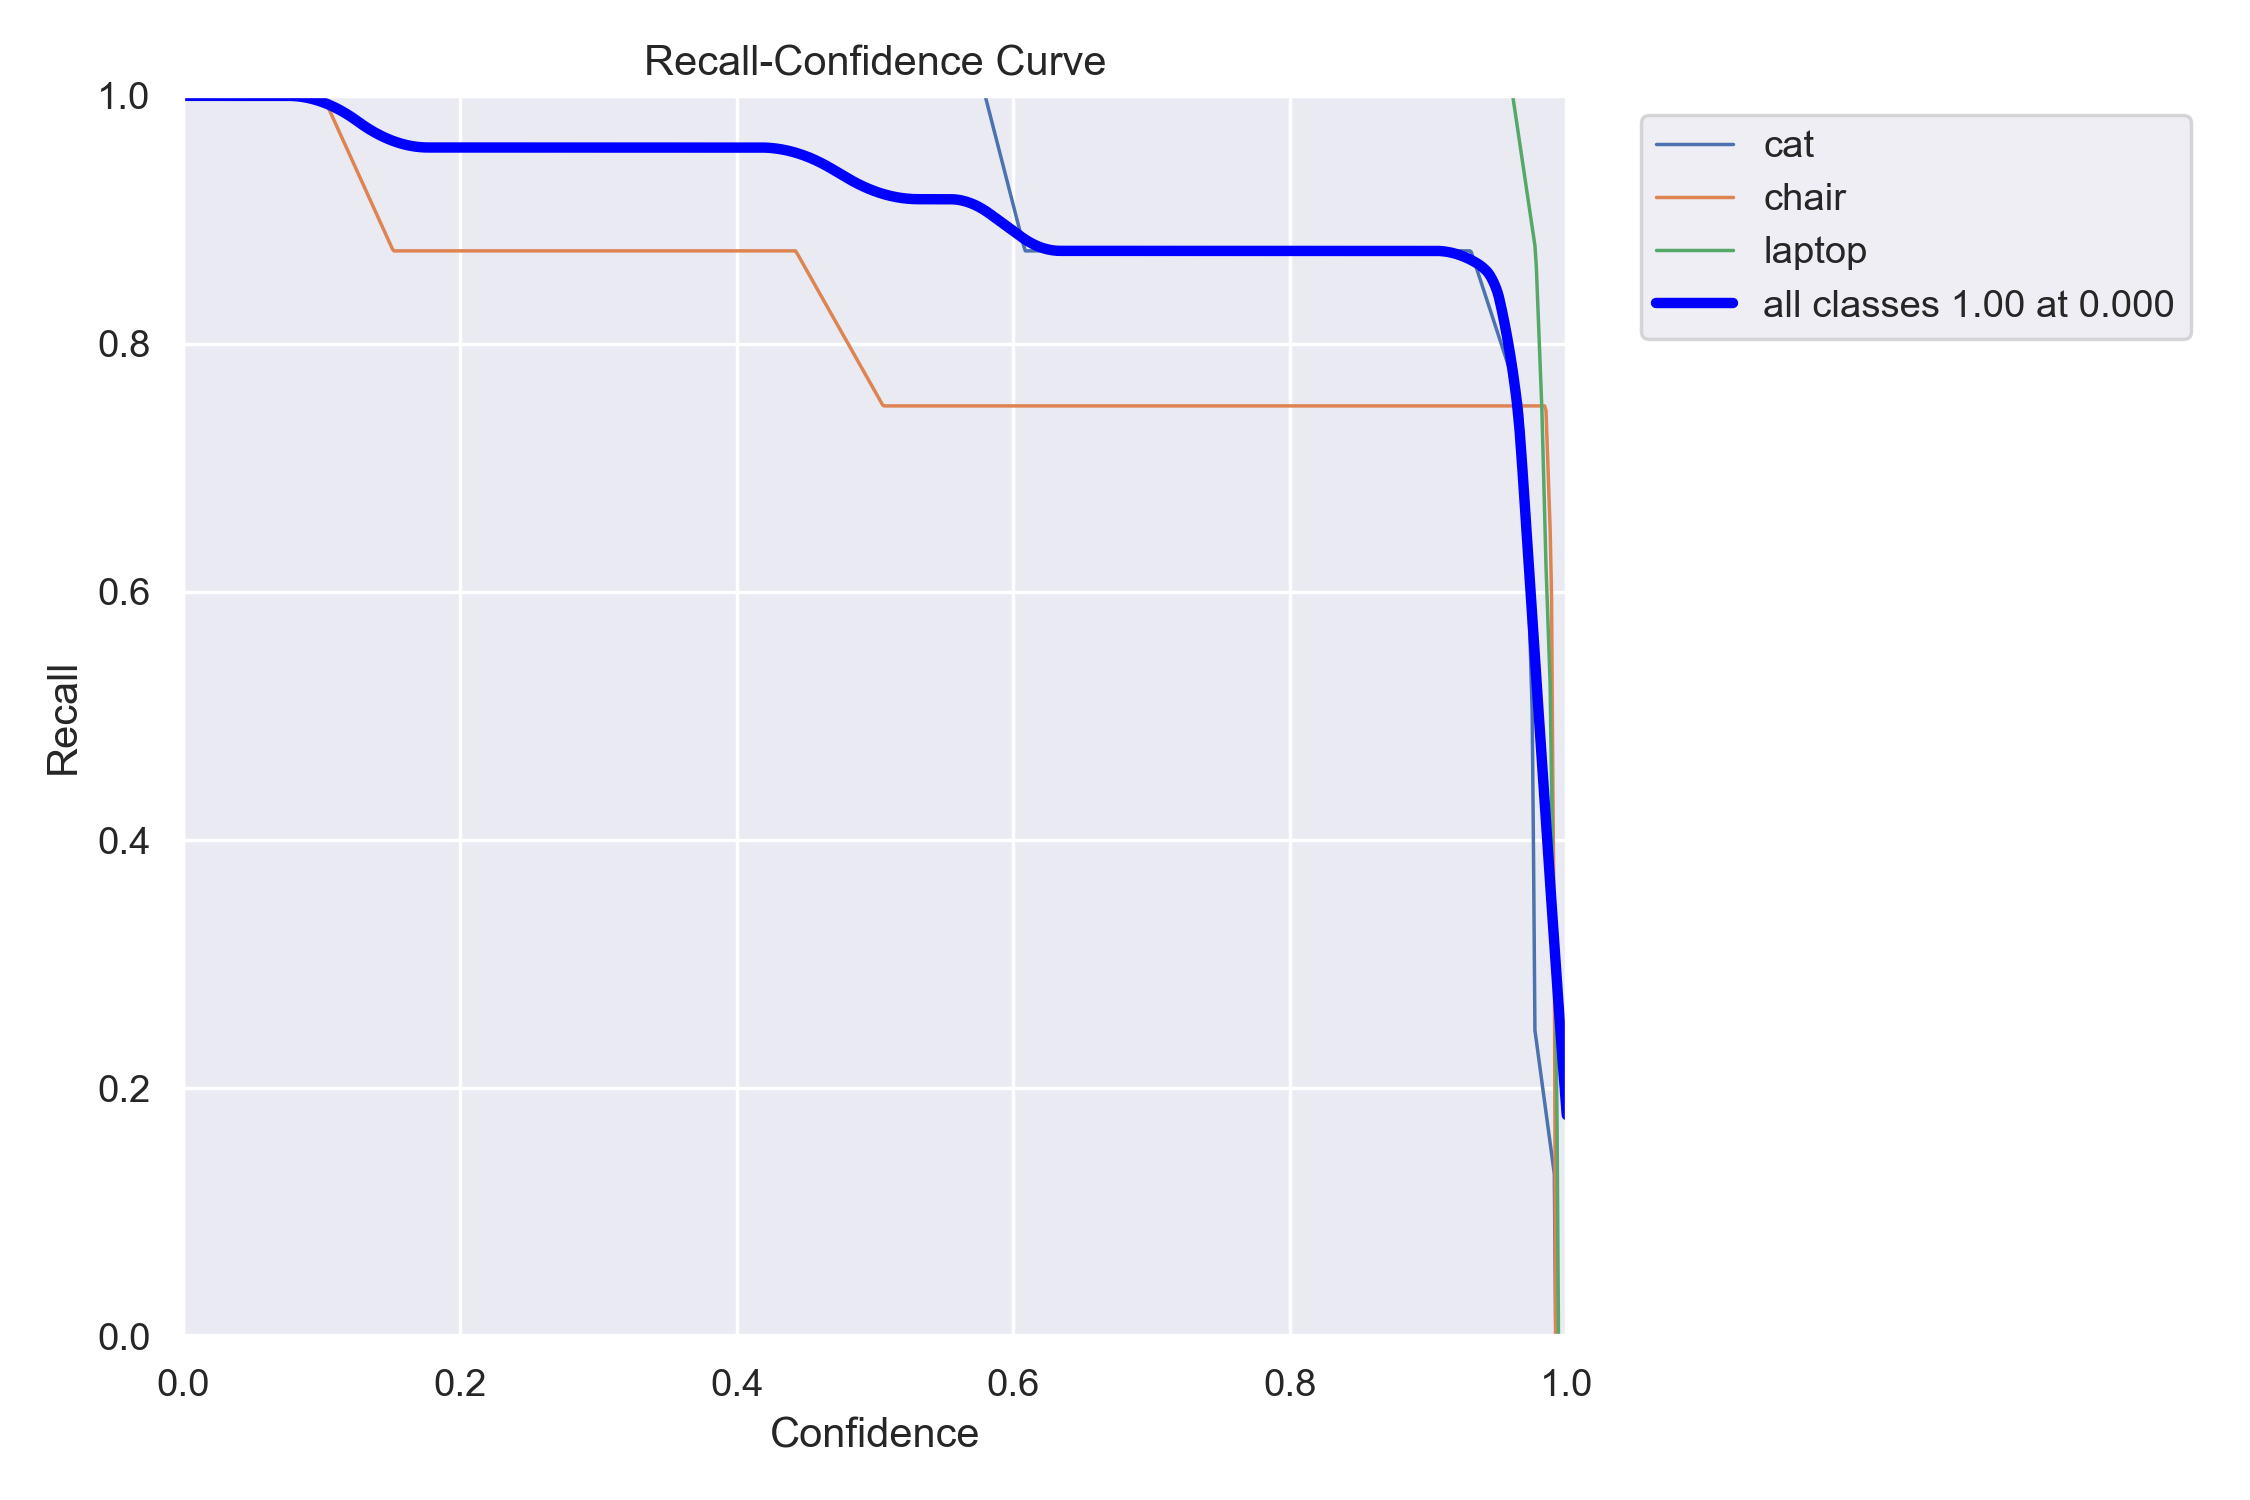 Recall-Confidence Curve
1.0
0.8
0.6
0.4
0.2
0.0
Recall
0.0 0.2 0.4 0.6 0.8 1.0
Confidence
cat
chair
laptop
all classes 1.00 at 0.000